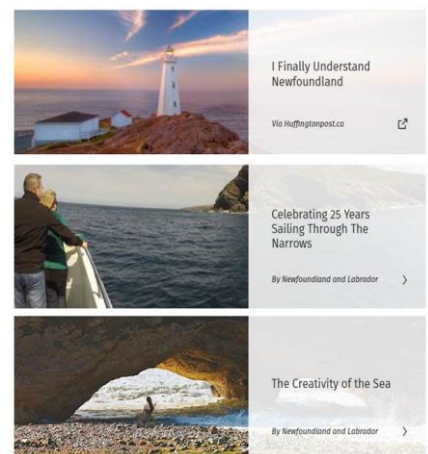 I Finally Understand
Newfoundland
Via Huffingtonpost.ca
Celebrating 25 Years
Sailing Through The
Narrows
By Newfoundland and Labrador
The Creativity of the Sea
By Newfoundland and Labrador